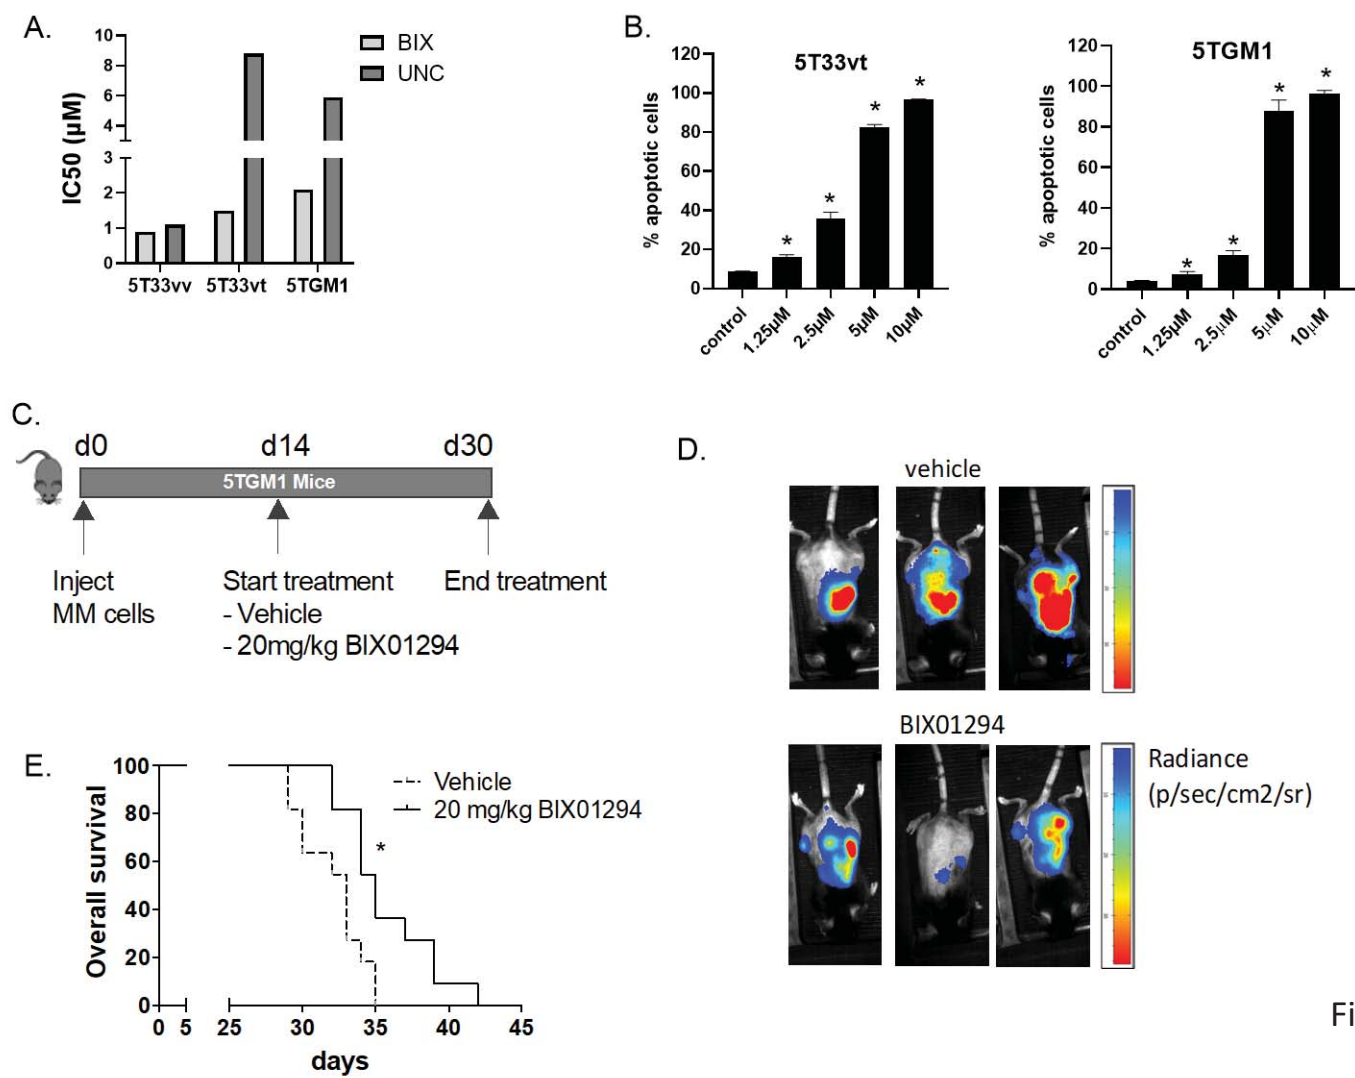 A.
10
8
6
4
3
2
1
0
IC50 (µM)
5T33vv 5T33vt 5TGM1
BIX
UNC
B.
5T33vt
120
100
80
60
40
20
0
% apoptotic cells
control 1.25µM 2.5µM 5µM 10µM
* * * *
5TGM1
120
100
80
60
40
20
0
% apoptotic cells
control 1.25µM 2.5µM 5µM 10µM
* * * *
C.
d0 d14 d30
5TGM1 Mice
Inject
MM cells
Start treatment
- Vehicle
- 20mg/kg BIX01294
End treatment
D.
vehicle
BIX01294
Radiance
(p/sec/cm2/sr)
E.
100
80
60
40
20
0
Overall survival
0 5 25 30 35 40 45
days
Vehicle
20 mg/kg BIX01294
*
Fi